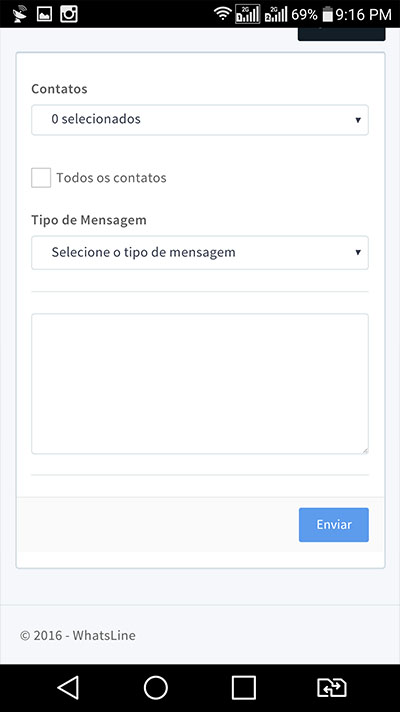 2G 2G 69% 9:16 PM
Contatos
0 selecionados
Todos os contatos
Tipo de Mensagem
Selecione o tipo de mensagem
Enviar
© 2016 - WhatsLine